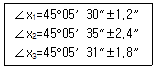 ∠x₁=45°05′ 30″±1.2″
∠x₂=45°05′ 35″±2.4″
∠x₃=45°05′ 31″±1.8″